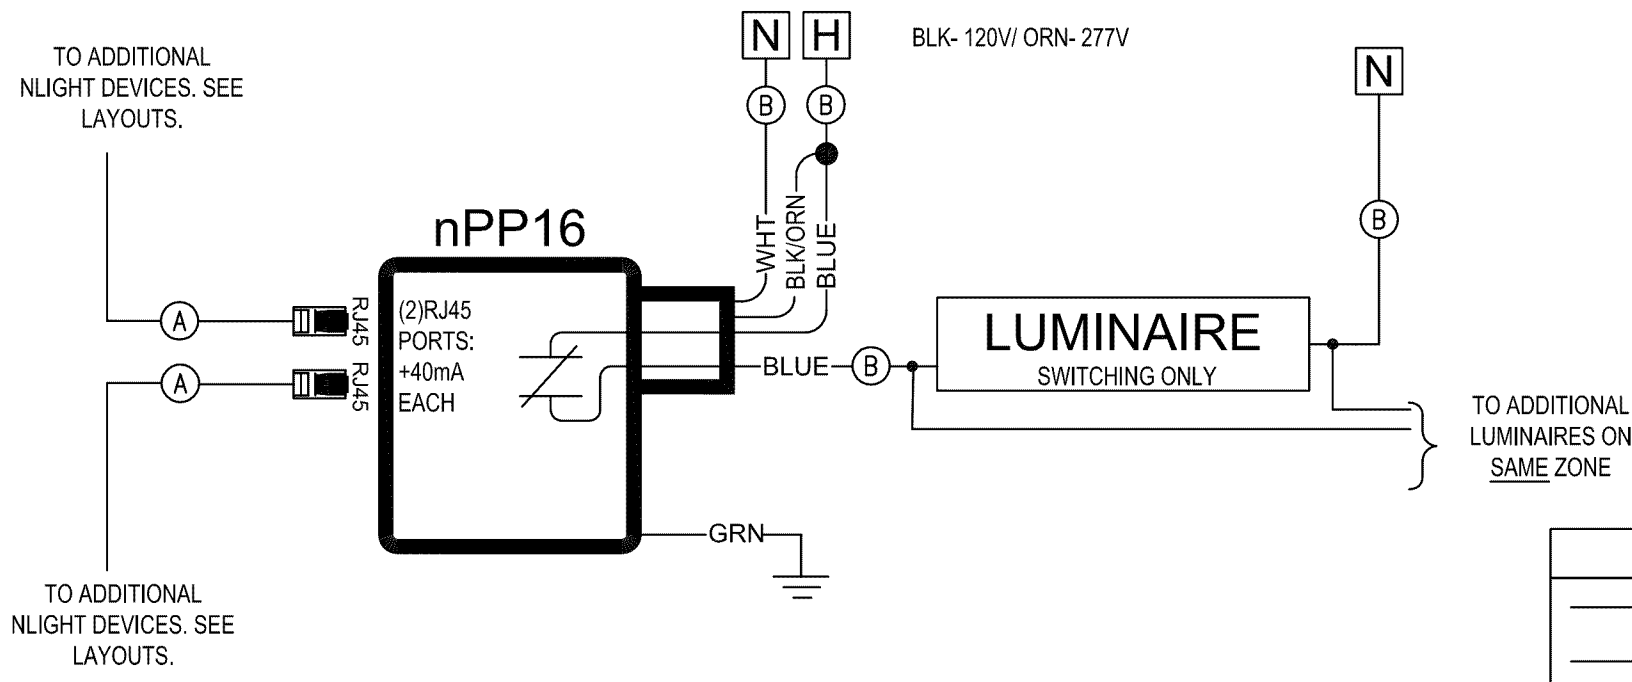 TO ADDITIONAL
NLIGHT DEVICES. SEE
LAYOUTS.
N
H
BLK- 120V/ ORN- 277V
N
B
B
B
WHT
BLK/ORN
BLUE
nPP16
A
RJ45
(2)RJ45
PORTS:
+40mA
EACH
A
RJ45
BLUE
B
LUMINAIRE
SWITCHING ONLY
TO ADDITIONAL
LUMINAIRES ON
SAME ZONE
GRN
TO ADDITIONAL
NLIGHT DEVICES. SEE
LAYOUTS.